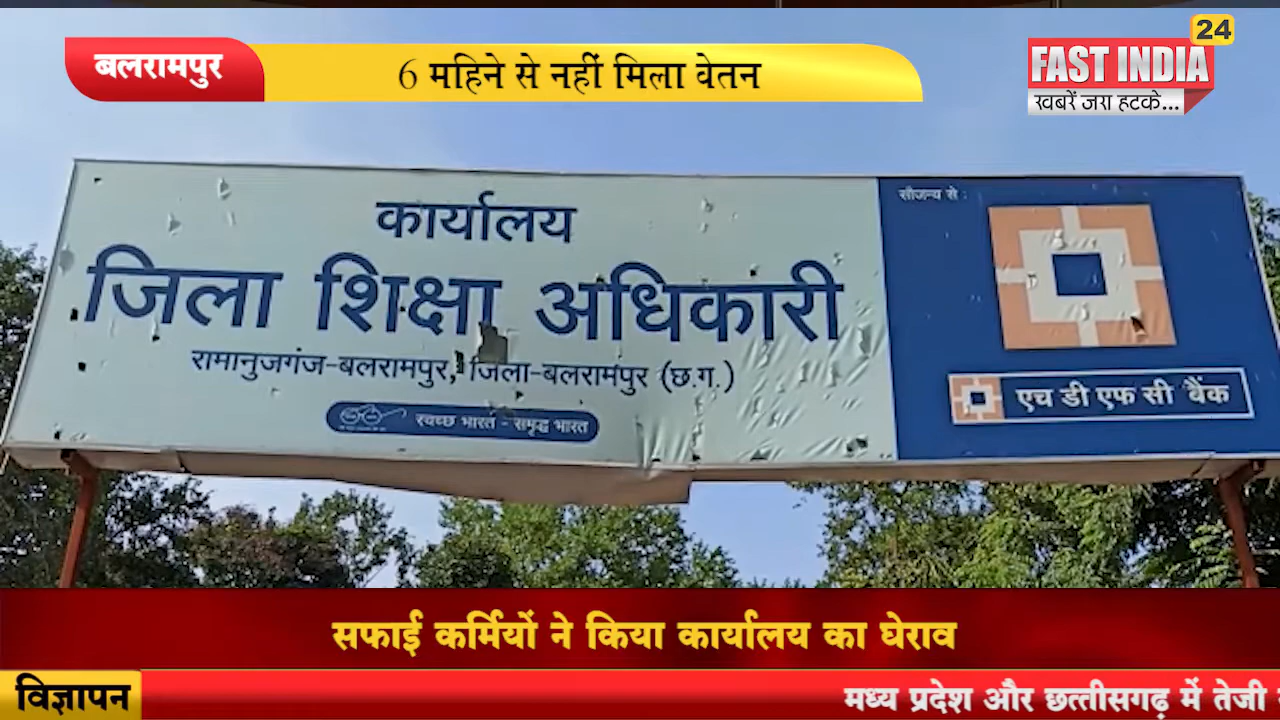 बलरामपुर
6 महिने से नहीं मिला वेतन
24
FAST INDIA
खबरें जरा हटके...
कार्यालय
जिला शिक्षा अधिकारी
रामानुजगंज-बलरामपुर, जिला-बलरामपुर (छ.ग.)
स्वच्छ भारत - समृद्ध भारत
सौजन्य से :
एच डी एफ सी बैंक
सफाई कर्मियों ने किया कार्यालय का घेराव
विज्ञापन
मध्य प्रदेश और छत्तीसगढ़ में तेजी